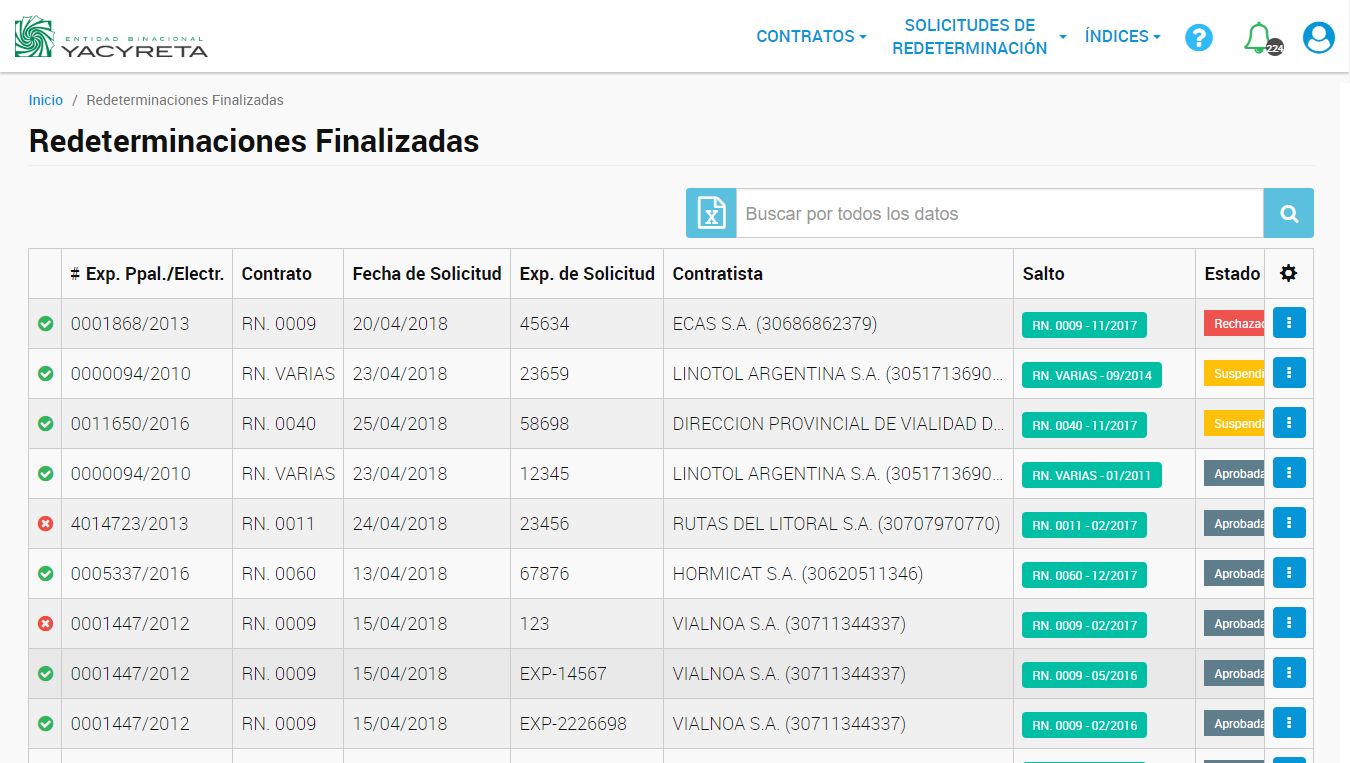 ENTIDAD BINACIONAL
YACYRETA
CONTRATOS
SOLICITUDES DE
REDETERMINACIÓN
ÍNDICES
?
224
Inicio / Redeterminaciones Finalizadas
Redeterminaciones Finalizadas
X Buscar por todos los datos
# Exp. Ppal./Electr. Contrato Fecha de Solicitud Exp. de Solicitud Contratista Salto Estado
0001868/2013 RN. 0009 20/04/2018 45634 ECAS S.A. (30686862379) RN. 0009 - 11/2017 Rechazad
0000094/2010 RN. VARIAS 23/04/2018 23659 LINOTOL ARGENTINA S.A. (3051713690... RN. VARIAS - 09/2014 Suspendi
0011650/2016 RN. 0040 25/04/2018 58698 DIRECCION PROVINCIAL DE VIALIDAD D... RN. 0040 - 11/2017 Suspendi
0000094/2010 RN. VARIAS 23/04/2018 12345 LINOTOL ARGENTINA S.A. (3051713690... RN. VARIAS - 01/2011 Aprobada
4014723/2013 RN. 0011 24/04/2018 23456 RUTAS DEL LITORAL S.A. (30707970770) RN. 0011 - 02/2017 Aprobada
0005337/2016 RN. 0060 13/04/2018 67876 HORMICAT S.A. (30620511346) RN. 0060 - 12/2017 Aprobada
0001447/2012 RN. 0009 15/04/2018 123 VIALNOA S.A. (30711344337) RN. 0009 - 02/2017 Aprobada
0001447/2012 RN. 0009 15/04/2018 EXP-14567 VIALNOA S.A. (30711344337) RN. 0009 - 05/2016 Aprobada
0001447/2012 RN. 0009 15/04/2018 EXP-2226698 VIALNOA S.A. (30711344337) RN. 0009 - 02/2016 Aprobada